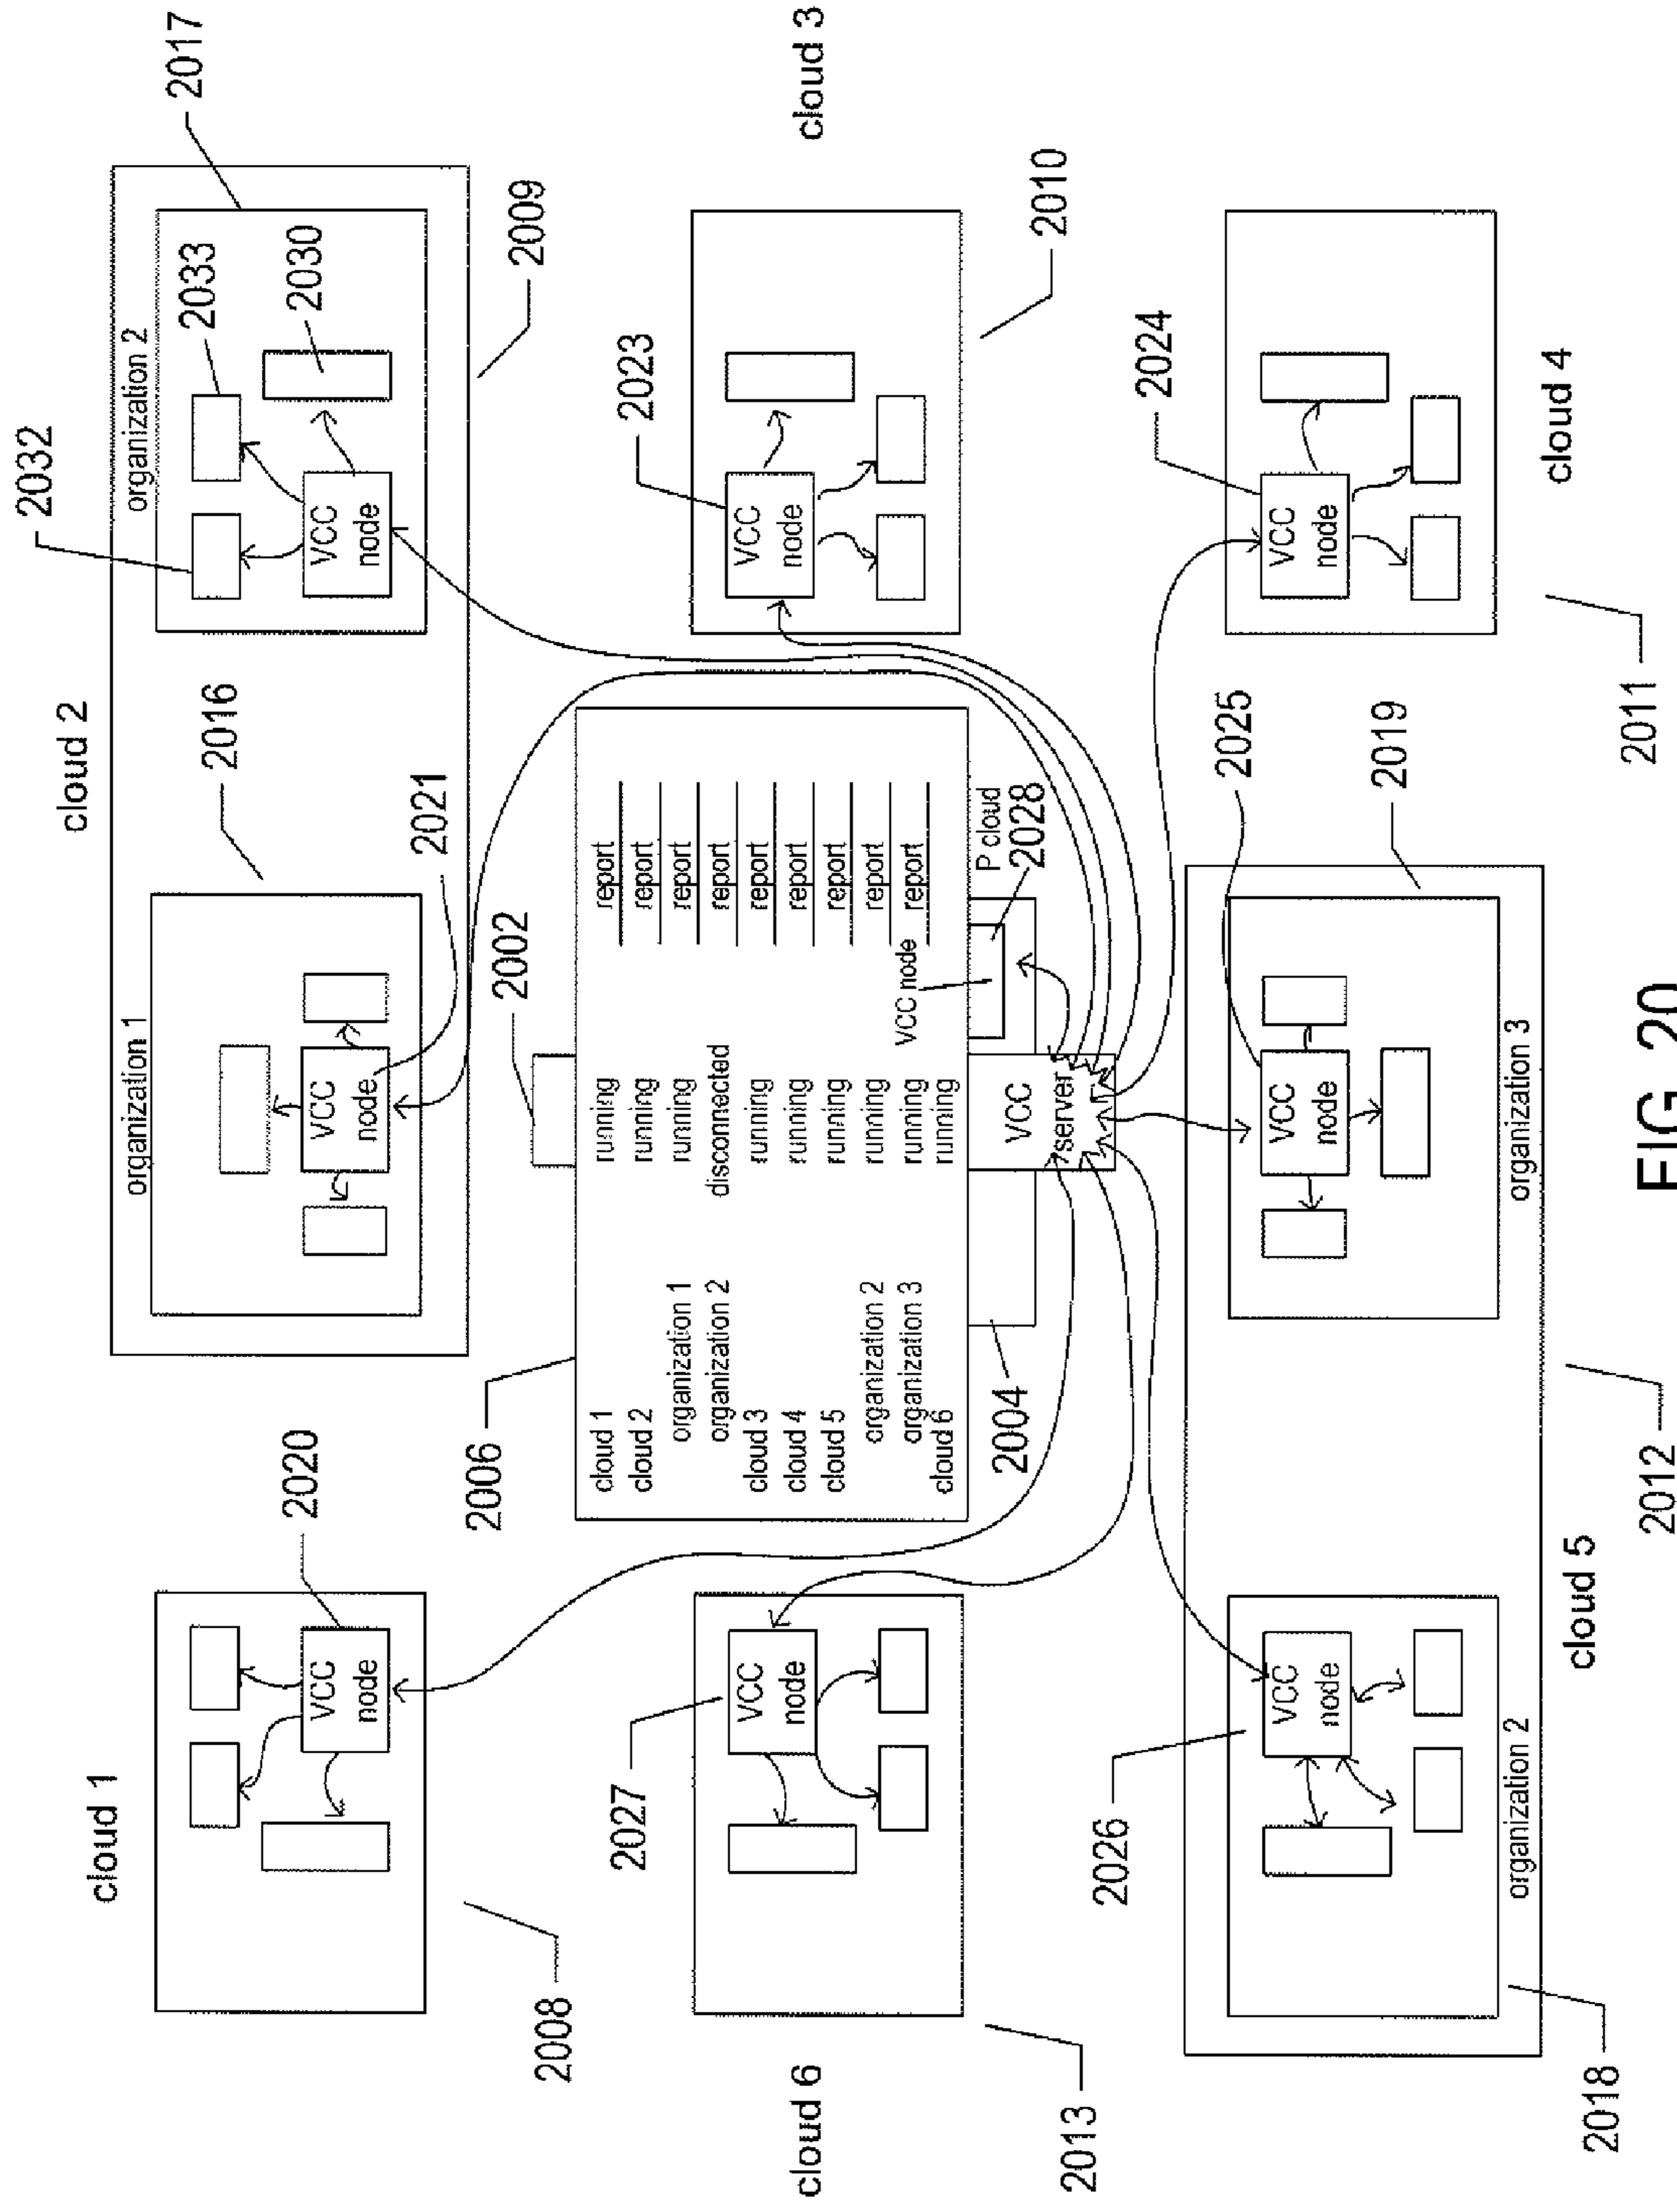 cloud 1
2008
2020
cloud 2
organization 1
2016
2021
organization 2
2032
2033
2030
2017
2009
VCC
node
VCC
node
VCC
node
2006
2002
cloud 1 running report
cloud 2 running report
organization 1 running report
organization 2 disconnected report
cloud 3 running report
cloud 4 running report
cloud 5 running report
organization 2 running report
organization 3 running report
cloud 6 running
2004
VCC
server
VCC node
P cloud
2028
cloud 6
2013
2027
VCC
node
cloud 3
2010
2023
VCC
node
2026
VCC
node
organization 2
2018
cloud 5
2012
2025
VCC
node
2019
organization 3
2024
VCC
node
cloud 4
2011
FIG. 20